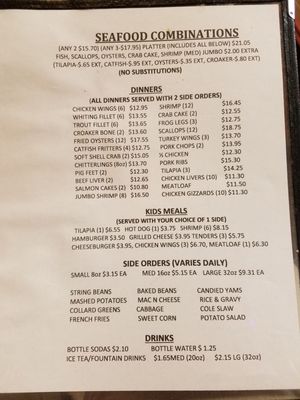 SEAFOOD COMBINATIONS
(ANY 2 $15.70) (ANY 3-$17.95) PLATTER (INCLUDES ALL BELOW) $21.05
FISH, SCALLOPS, OYSTERS, CRAB CAKE, SHRIMP (MED) JUMBO $2.00 EXTRA
(TILAPIA-$.65 EXT, CATFISH-$.95 EXT, OYSTERS-$.35 EXT, CROAKER-$.80 EXT)
(NO SUBSTITUTIONS)
DINNERS
(ALL DINNERS SERVED WITH 2 SIDE ORDERS)
CHICKEN WINGS (6) $12.95 SHRIMP (12) $16.45
WHITING FILLET (6) $13.55 CRAB CAKE (2) $12.55
TROUT FILLET (6) $13.65 FROG LEGS (3) $12.75
CROAKER BONE (2) $13.60 SCALLOPS (12) $18.75
FRIED OYSTERS (12) $17.55 TURKEY WINGS (3) $13.70
CATFISH FRITTERS (4) $12.75 PORK CHOPS (2) $13.95
SOFT SHELL CRAB (2) $15.05 ½ CHICKEN $12.30
CHITTERLINGS (8oz) $13.70 PORK RIBS $15.30
PIG FEET (2) $12.30 TILAPIA (3) $14.25
BEEF LIVER (2) $12.65 CHICKEN LIVERS (10) $11.30
SALMON CAKES (2) $10.80 MEATLOAF $11.50
JUMBO SHRIMP (8) $16.50 CHICKEN GIZZARDS (10) $11.30
KIDS MEALS
(SERVED WITH YOUR CHOICE OF 1 SIDE)
TILAPIA (1) $6.55 HOT DOG (1) $3.75 SHRIMP (6) $8.15
HAMBURGER $3.50 GRILLED CHEESE $3.95 TENDERS (3) $5.75
CHEESEBURGER $3.95, CHICKEN WINGS (3) $6.70, MEATLOAF (1) $6.30
SIDE ORDERS (VARIES DAILY)
SMALL 8oz $3.15 EA MED 16oz $5.15 EA LARGE 32oz $9.31 EA
STRING BEANS BAKED BEANS CANDIED YAMS
MASHED POTATOES MAC N CHEESE RICE & GRAVY
COLLARD GREENS CABBAGE COLE SLAW
FRENCH FRIES SWEET CORN POTATO SALAD
DRINKS
BOTTLE SODAS $2.10 BOTTLE WATER $ 1.25
ICE TEA/FOUNTAIN DRINKS $1.65MED (20oz) $2.15 LG (32oz)